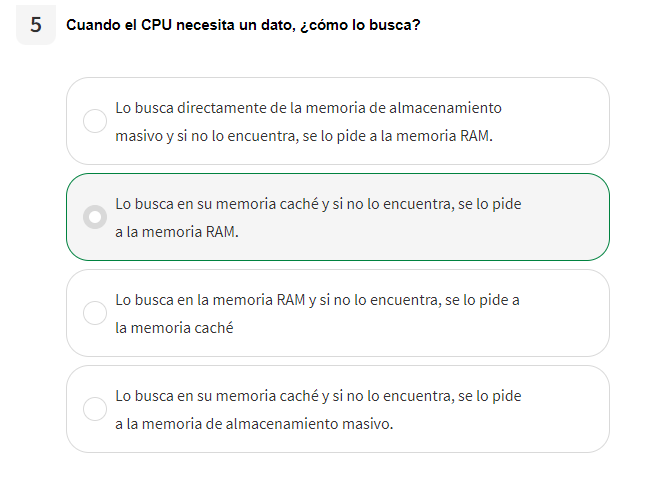 5 Cuando el CPU necesita un dato, ¿cómo lo busca?
Lo busca directamente de la memoria de almacenamiento
masivo y si no lo encuentra, se lo pide a la memoria RAM.
Lo busca en su memoria caché y si no lo encuentra, se lo pide
a la memoria RAM.
Lo busca en la memoria RAM y si no lo encuentra, se lo pide a
la memoria caché
Lo busca en su memoria caché y si no lo encuentra, se lo pide
a la memoria de almacenamiento masivo.